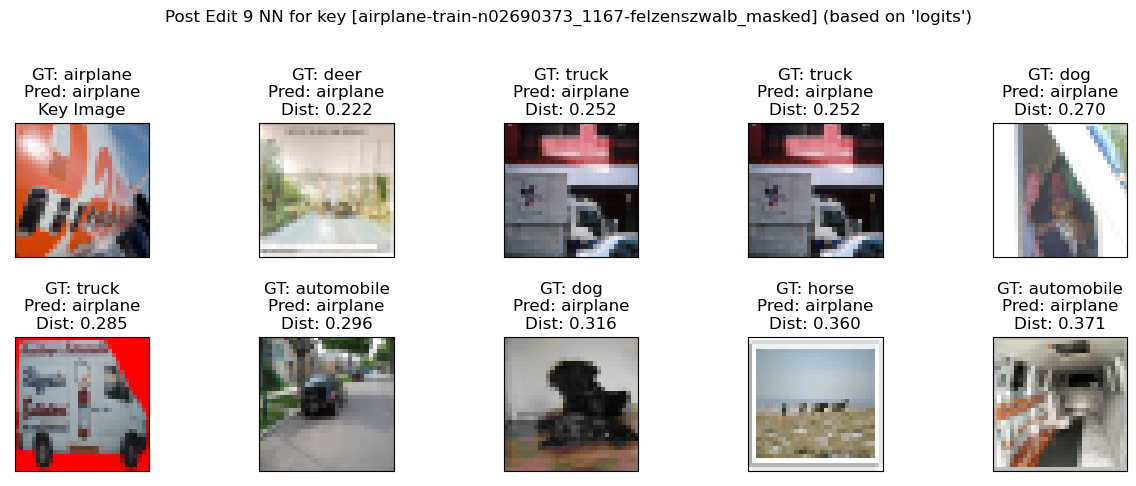 Post Edit 9 NN for key [airplane-train-n02690373_1167-felzenszwalb_masked] (based on 'logits')
GT: airplane
Pred: airplane
Key Image
GT: deer
Pred: airplane
Dist: 0.222
GT: truck
Pred: airplane
Dist: 0.252
GT: truck
Pred: airplane
Dist: 0.252
GT: dog
Pred: airplane
Dist: 0.270
GT: truck
Pred: airplane
Dist: 0.285
GT: automobile
Pred: airplane
Dist: 0.296
GT: dog
Pred: airplane
Dist: 0.316
GT: horse
Pred: airplane
Dist: 0.360
GT: automobile
Pred: airplane
Dist: 0.371